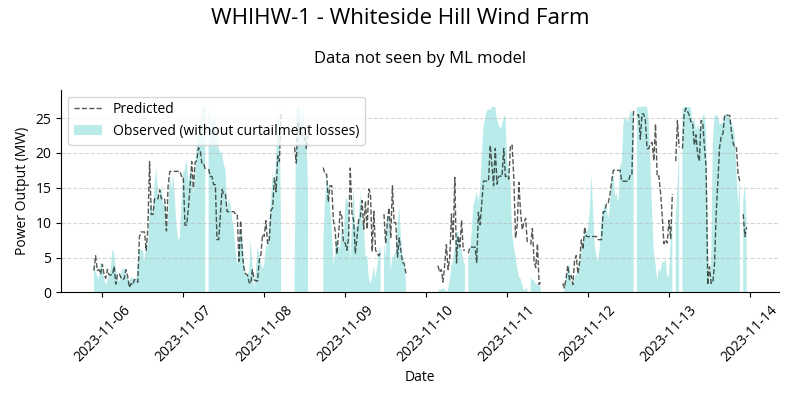 WHIHW-1 - Whiteside Hill Wind Farm
Data not seen by ML model
Predicted
Observed (without curtailment losses)
Power Output (MW)
25
20
15
10
5
0
2023-11-06
2023-11-07
2023-11-08
2023-11-09
2023-11-10
2023-11-11
2023-11-12
2023-11-13
2023-11-14
Date